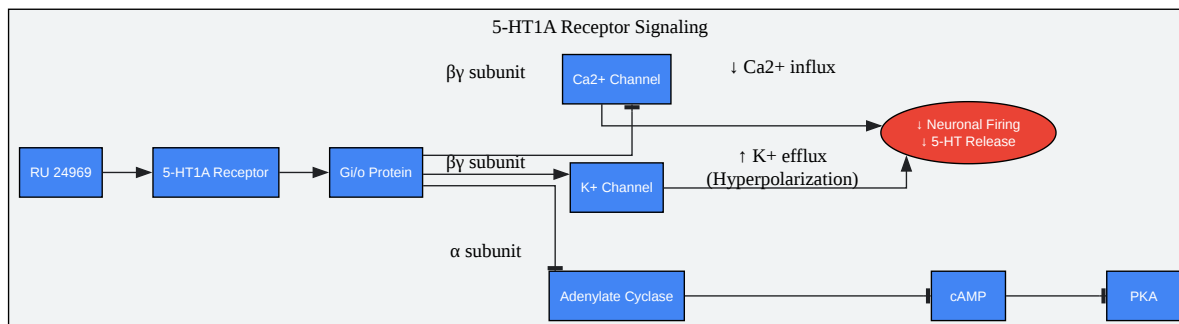 5-HT1A Receptor Signaling
βγ subunit
Ca2+ Channel
↓ Ca2+ influx
↓ Neuronal Firing
↓ 5-HT Release
RU 24969
5-HT1A Receptor
Gi/o Protein
βγ subunit
K+ Channel
↑ K+ efflux
(Hyperpolarization)
α subunit
Adenylate Cyclase
cAMP
PKA